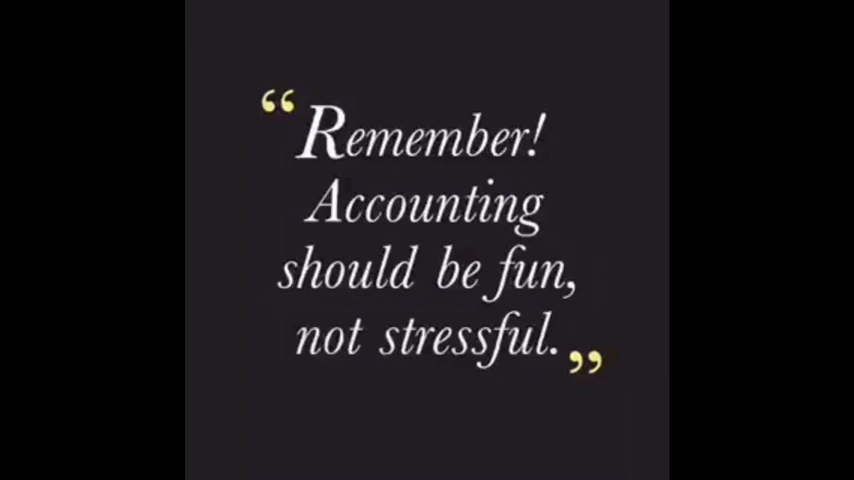 “Remember!
Accounting
should be fun,
not stressful.”